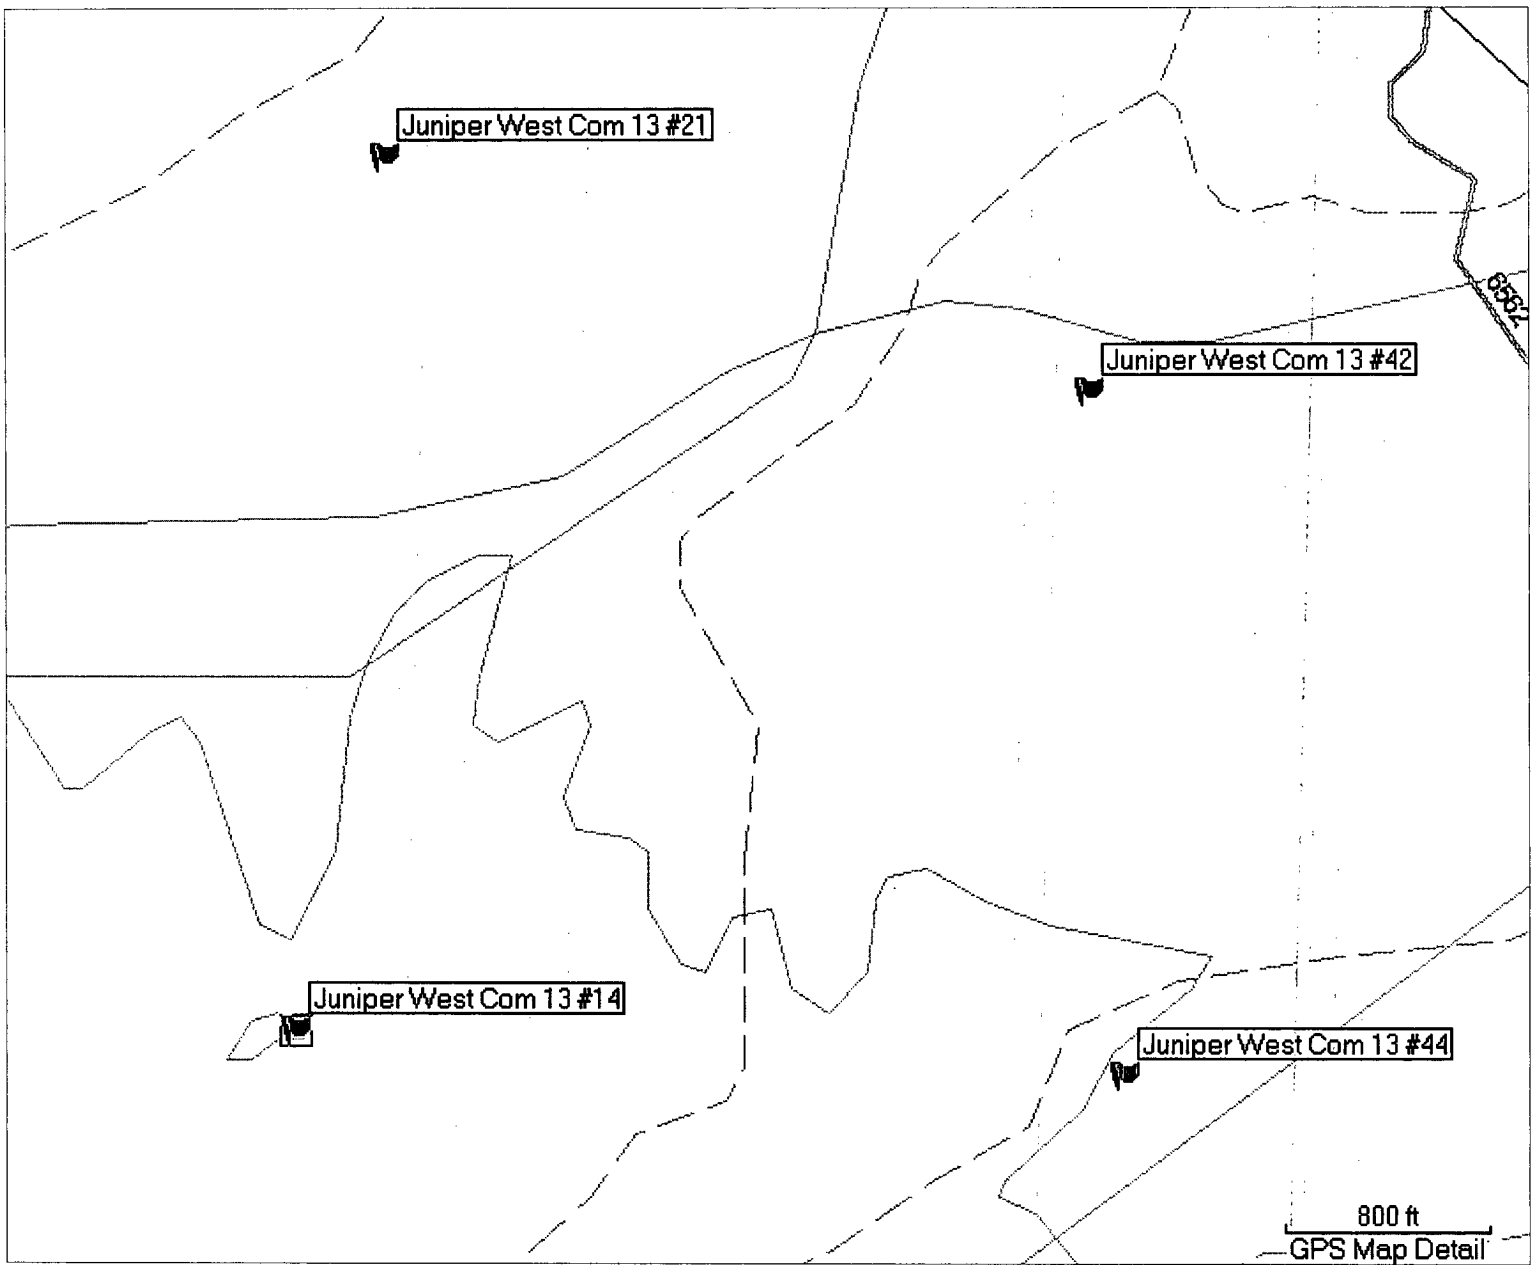 Juniper West Com 13 #21
6562
Juniper West Com 13 #42
Juniper West Com 13 #14
Juniper West Com 13 #44
800 ft
GPS Map Detail